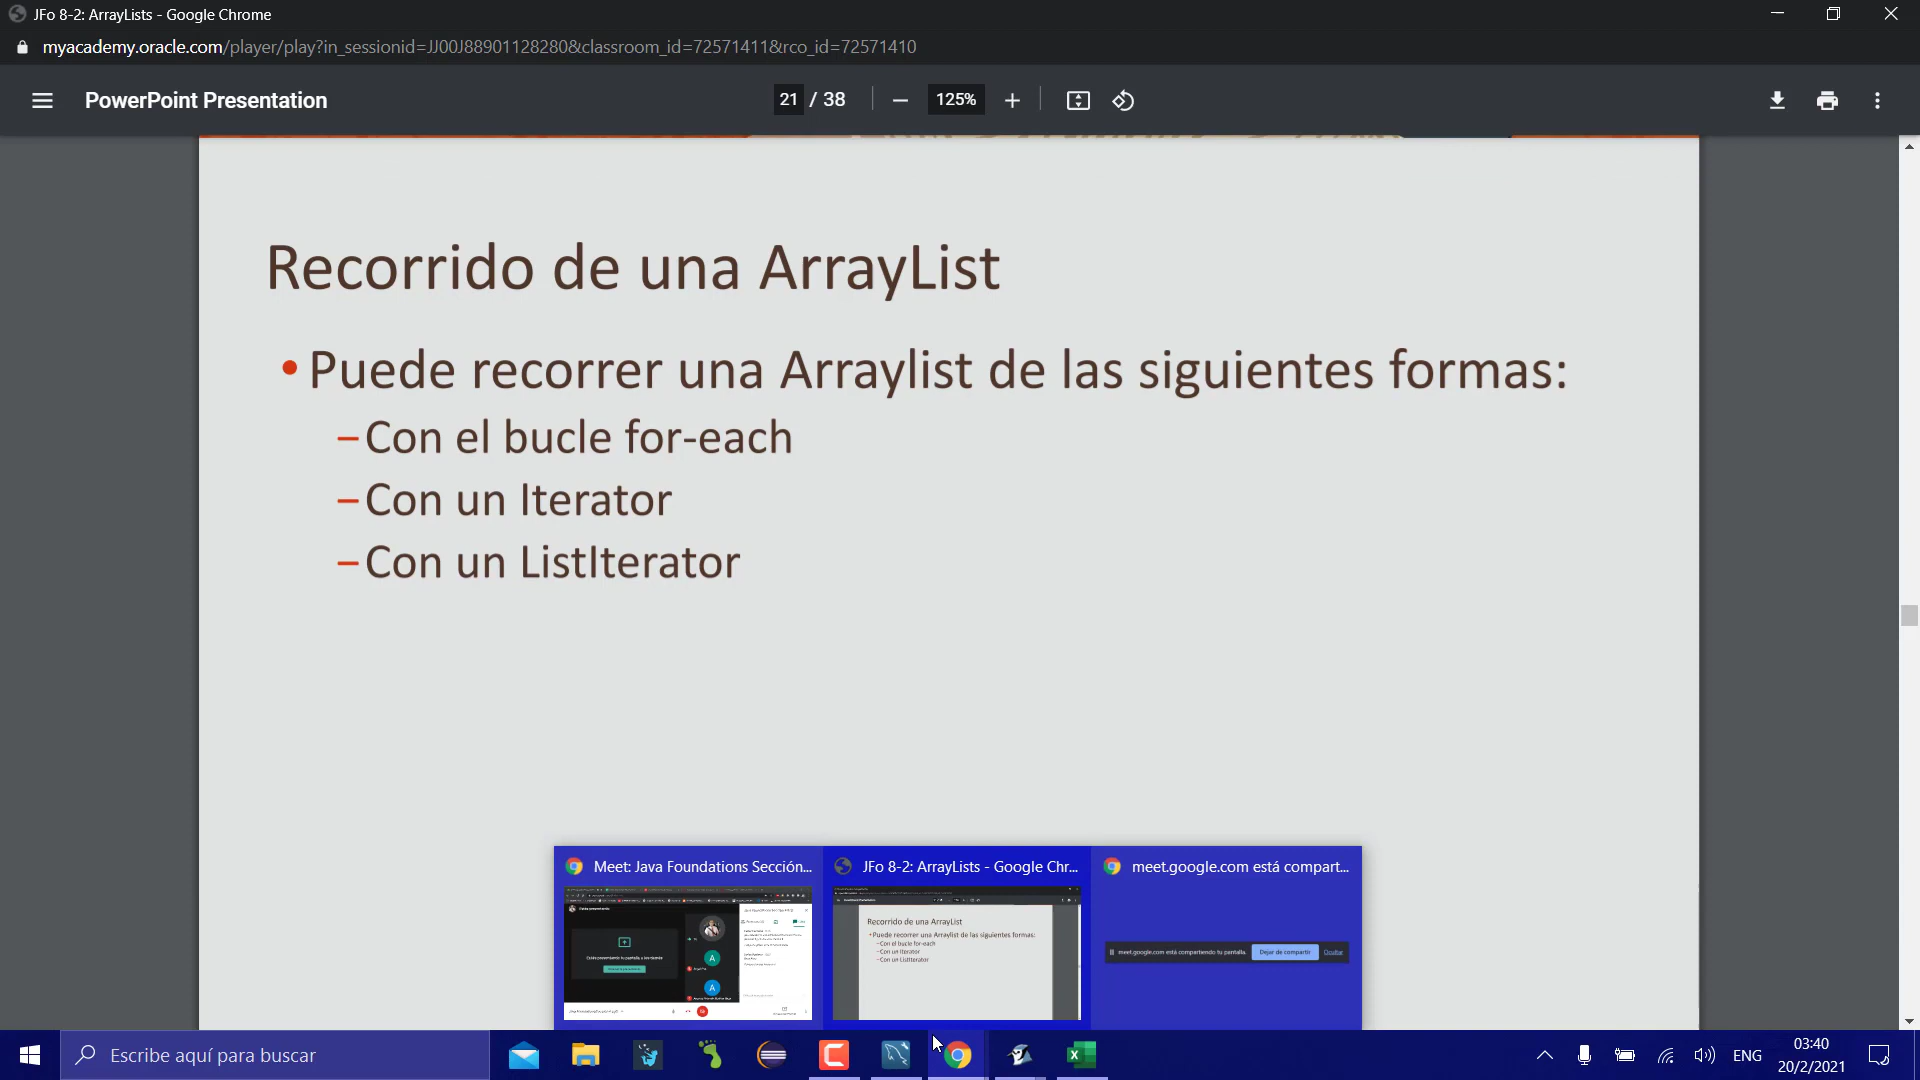 JFo 8-2: ArrayLists - Google Chrome
myacademy.oracle.com/player/play?in_sessionid=JJ00J88901128280&classroom_id=72571411&rco_id=72571410
PowerPoint Presentation
21 / 38
125%
Recorrido de una ArrayList
• Puede recorrer una Arraylist de las siguientes formas:
– Con el bucle for-each
– Con un Iterator
– Con un ListIterator
Meet: Java Foundations Sección...
JFo 8-2: ArrayLists - Google Chr...
meet.google.com está compart...
Recorrido de una ArrayList
• Puede recorrer una Arraylist de las siguientes formas:
– Con el bucle for-each
– Con un Iterator
– Con un ListIterator
meet.google.com está compartiendo tu pantalla.
Dejar de compartir
Ocultar
Escribe aquí para buscar
ENG
03:40
20/2/2021